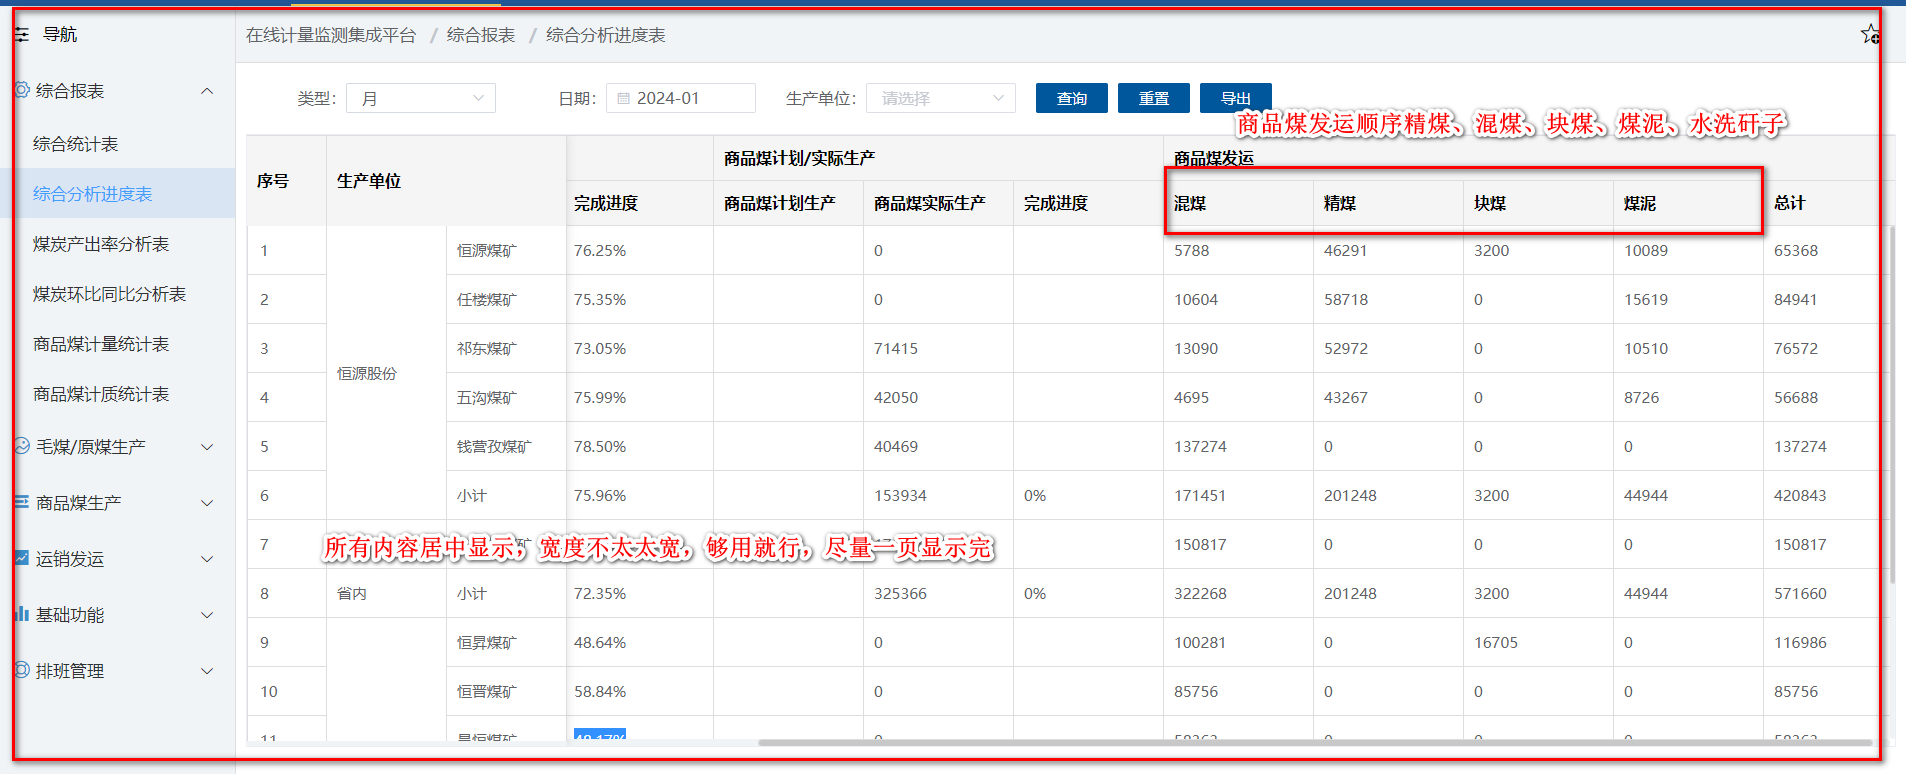 导航
在线计量监测集成平台 / 综合报表 / 综合分析进度表
综合报表
综合统计表
综合分析进度表
煤炭产出率分析表
煤炭环比同比分析表
商品煤计量统计表
商品煤计质统计表
毛煤/原煤生产
商品煤生产
运销发运
基础功能
排班管理
类型: 月 日期: 2024-01 生产单位: 请选择 查询 重置 导出
商品煤发运顺序精煤、混煤、块煤、煤泥、水洗矸子
序号 生产单位 商品煤计划/实际生产 商品煤发运
完成进度 商品煤计划生产 商品煤实际生产 完成进度 混煤 精煤 块煤 煤泥 总计
1 恒源煤矿 76.25% 0 5788 46291 3200 10089 65368
2 任楼煤矿 75.35% 0 10604 58718 0 15619 84941
3 祁东煤矿 73.05% 71415 13090 52972 0 10510 76572
恒源股份
4 五沟煤矿 75.99% 42050 4695 43267 0 8726 56688
5 钱营孜煤矿 78.50% 40469 137274 0 0 0 137274
6 小计 75.96% 153934 0% 171451 201248 3200 44944 420843
7 150817 0 0 0 150817
所有内容居中显示，宽度不太太宽，够用就行，尽量一页显示完
8 省内 小计 72.35% 325366 0% 322268 201248 3200 44944 571660
9 恒昇煤矿 48.64% 0 100281 0 16705 0 116986
10 恒晋煤矿 58.84% 0 85756 0 0 0 85756
11 48.17% 0 0 0 0